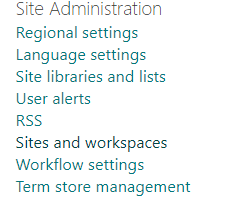 Site Administration
Regional settings
Language settings
Site libraries and lists
User alerts
RSS
Sites and workspaces
Workflow settings
Term store management